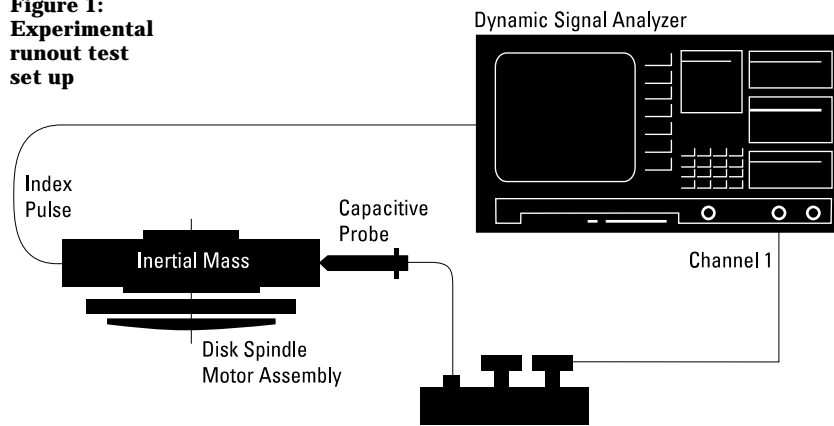 Figure 1:
Experimental
runout test
set up
Dynamic Signal Analyzer
Index
Pulse
Capacitive
Probe
Inertial Mass
Channel 1
Disk Spindle
Motor Assembly